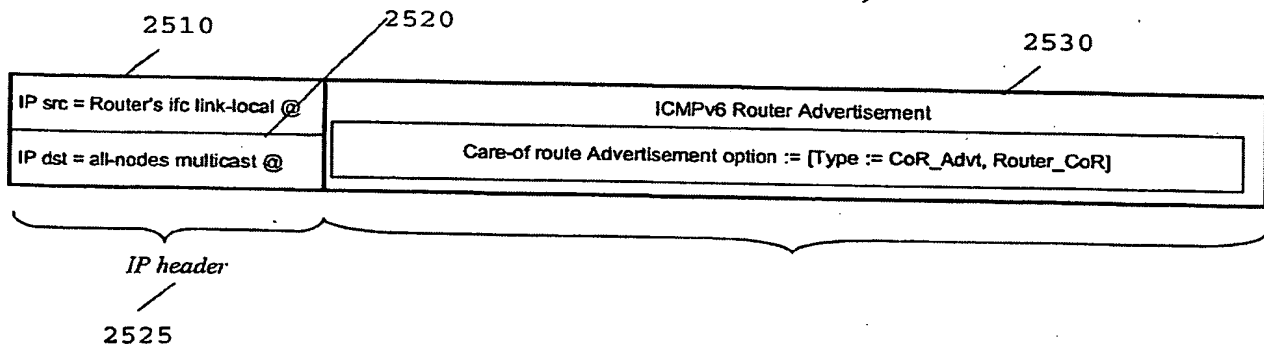 2510
2520
2530
IP src = Router's ifc link-local @
ICMPv6 Router Advertisement
IP dst = all-nodes multicast @
Care-of route Advertisement option := [Type := CoR_Advt, Router_CoR]
IP header
2525